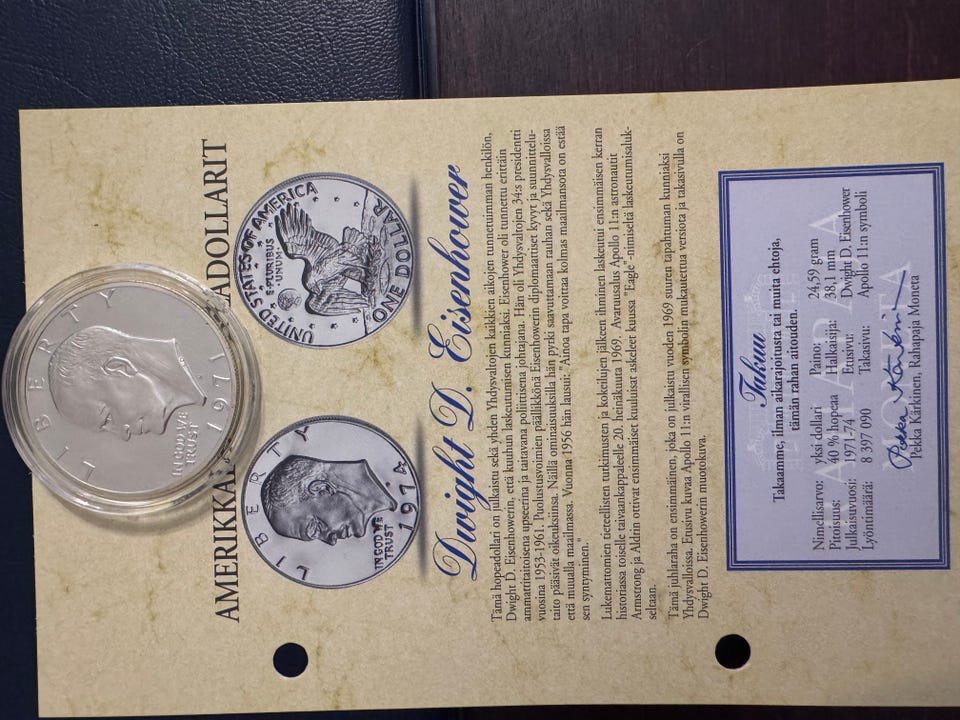 LIBERTY
IN GOD WE
TRUST
1971
AMERIKKA ADOLLARIT
LIBERTY
IN GOD WE
TRUST
1974
UNITED STATES OF AMERICA
E PLURIBUS
UNUM
ONE DOLLAR
Dwight D. Eisenhower
Tämä hopeadollari on julkaistu sekä yhden Yhdysvaltojen kaikkien aikojen tunnetuimman henkilön,
Dwight D. Eisenhowerin, että kuuhun laskeutumisen kunniaksi. Eisenhower oli tunnettu erittäin
ammattitaitoisena upseerina ja taitavana poliittisena johtajana. Hän oli Yhdysvaltojen 34:s presidentti
vuosina 1953-1961. Puolustusvoimien päällikkönä Eisenhowerin diplomaattiset kyvyt ja suunnittelu-
taito pääsivät oikeuksiinsa. Näillä ominaisuuksilla hän pyrki saavuttamaan rauhan sekä Yhdysvalloissa
että muualla maailmassa. Vuonna 1956 hän lausui: "Ainoa tapa voittaa kolmas maailmansota on estää
sen syntyminen."
Lukemattomien tieteellisten tutkimusten ja kokeilujen jälkeen ihminen laskeutui ensimmäisen kerran
historiassa toiselle taivaankappaleelle 20. heinäkuuta 1969. Avaruusalus Apollo 11:n astronautit
Armstrong ja Aldrin ottivat ensimmäiset kuuluisat askeleet kuussa "Eagle" -nimiseltä laskeutumisaluk-
seltaan.
Tämä juhlaraha on ensimmäinen, joka on julkaistu vuoden 1969 suuren tapahtuman kunniaksi
Yhdysvalloissa. Etusivu kuvaa Apollo 11:n virallisen symbolin mukautettua versiota ja takasivulla on
Dwight D. Eisenhowerin muotokuva.
Takuu
Takaamme, ilman aikarajoitusta tai muita ehtoja,
tämän rahan aitouden.
Nimellisarvo: yksi dollari Paino: 24,59 gram
Pitoisuus: 40 % hopeaa Halkaisija: 38,1 mm
Julkaisuvuosi: 1971-74 Etusivu: Dwight D. Eisenhower
Lyöntimäärä: 8 397 090 Takasivu: Apollo 11:n symboli
Pekka Kärkinen
Pekka Kärkinen, Rahapaja Moneta